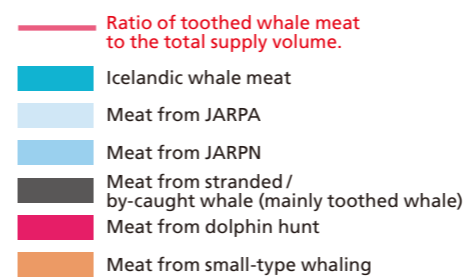 Ratio of toothed whale meat
to the total supply volume.
Icelandic whale meat
Meat from JARPA
Meat from JARPN
Meat from stranded/
by-caught whale (mainly toothed whale)
Meat from dolphin hunt
Meat from small-type whaling